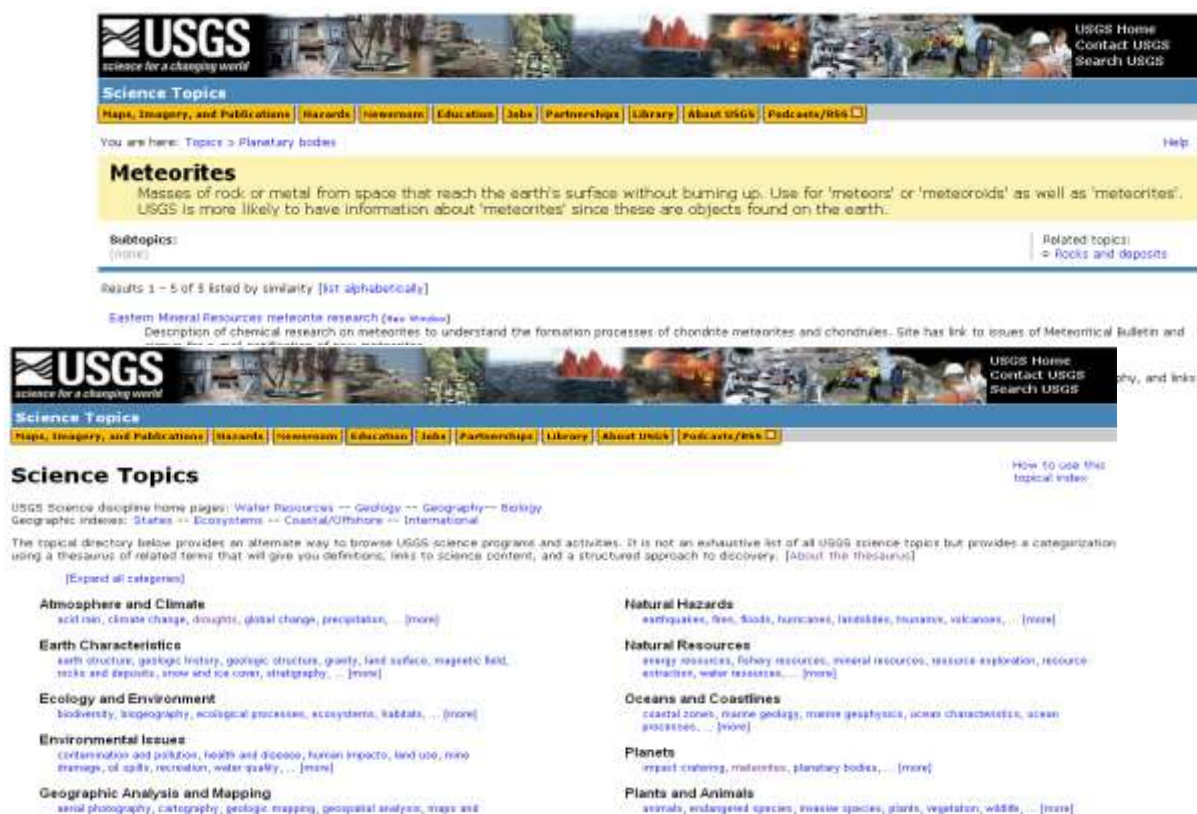 USGS
science for a changing world
USGS Home
Contact USGS
Search USGS
Science Topics
Maps, Imagery, and Publications Hazards Newsroom Education Jobs Partnerships Library About USGS Podcasts/RSS
You are here: Topics > Planetary bodies
Help
Meteorites
Masses of rock or metal from space that reach the earth's surface without burning up. Use for 'meteors' or 'meteoroids' as well as 'meteorites'.
USGS is more likely to have information about 'meteorites' since these are objects found on the earth.
Subtopics:
(none)
Related topics:
Rocks and deposits
Results 1 - 5 of 5 listed by similarity [list alphabetically]
Eastern Mineral Resources meteorite research (New Window)
Description of chemical research on meteorites to understand the formation processes of chondrite meteorites and chondrules. Site has link to issues of Meteoritical Bulletin and
phy, and links
USGS
science for a changing world
USGS Home
Contact USGS
Search USGS
Science Topics
Maps, Imagery, and Publications Hazards Newsroom Education Jobs Partnerships Library About USGS Podcasts/RSS
Science Topics
How to use this
topical index
USGS Science discipline home pages: Water Resources -- Geology -- Geography-- Biology
Geographic indexes: States -- Ecosystems -- Coastal/Offshore -- International
The topical directory below provides an alternate way to browse USGS science programs and activities. It is not an exhaustive list of all USGS science topics but provides a categorization
using a thesaurus of related terms that will give you definitions, links to science content, and a structured approach to discovery. [About the thesaurus]
[Expand all categories]
Atmosphere and Climate
acid rain, climate change, droughts, global change, precipitation, ... [more]
Earth Characteristics
earth structure, geologic history, geologic structure, gravity, land surface, magnetic field,
rocks and deposits, snow and ice cover, stratigraphy, ... [more]
Ecology and Environment
biodiversity, biogeography, ecological processes, ecosystems, habitats, ... [more]
Environmental Issues
contamination and pollution, health and disease, human impacts, land use, mine
drainage, oil spills, recreation, water quality, ... [more]
Geographic Analysis and Mapping
aerial photography, cartography, geologic mapping, geospatial analysis, maps and
Natural Hazards
earthquakes, fires, floods, hurricanes, landslides, tsunamis, volcanoes, ... [more]
Natural Resources
energy resources, fishery resources, mineral resources, resource exploration, resource
extraction, water resources, ... [more]
Oceans and Coastlines
coastal zones, marine geology, marine geophysics, ocean characteristics, ocean
processes, ... [more]
Planets
impact cratering, meteorites, planetary bodies, ... [more]
Plants and Animals
animals, endangered species, invasive species, plants, vegetation, wildlife, ... [more]